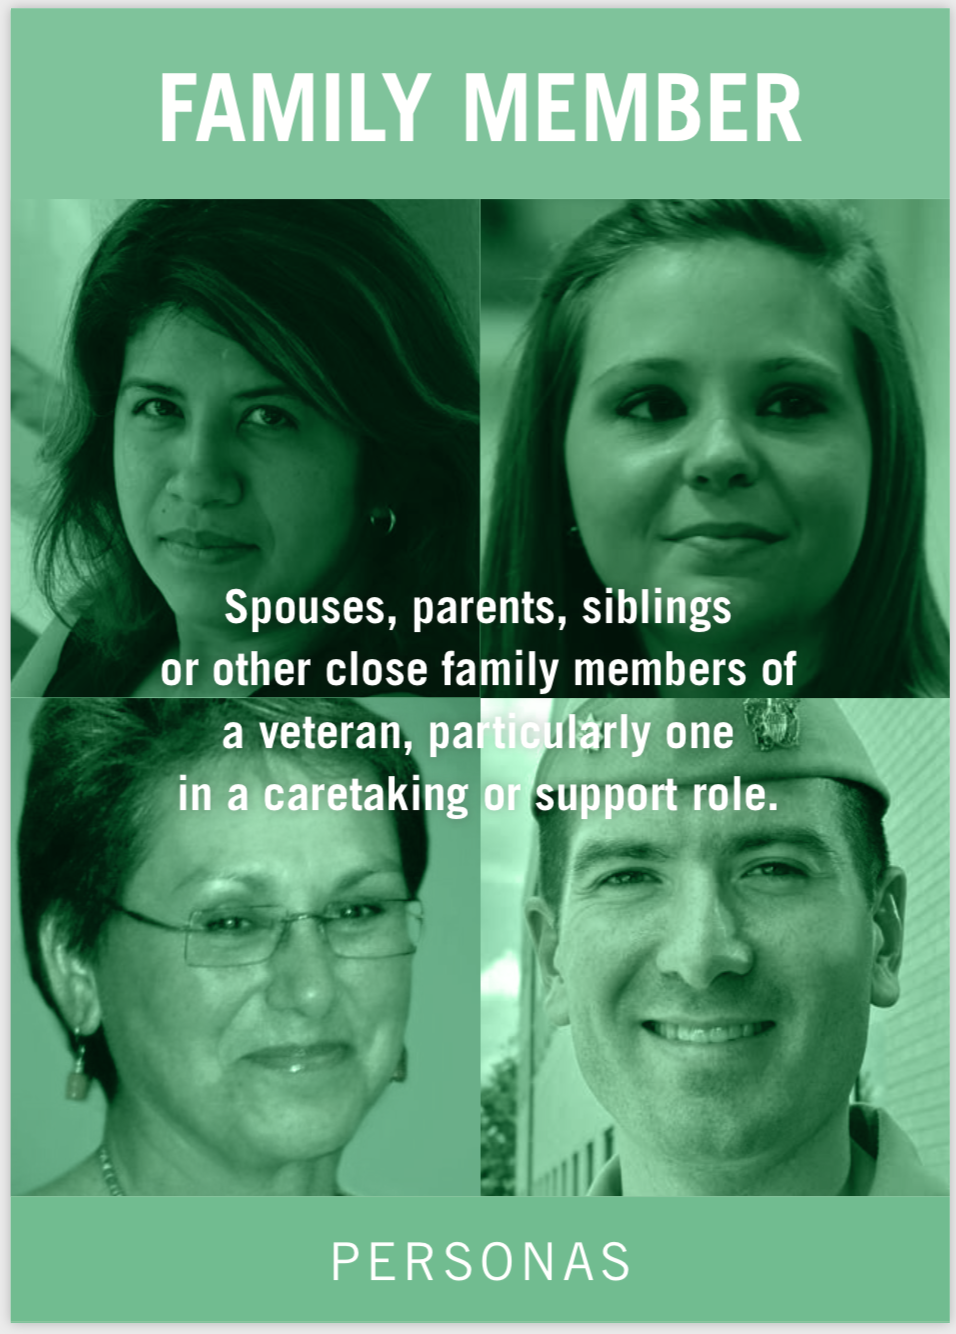 FAMILY MEMBER
Spouses, parents, siblings
or other close family members of
a veteran, particularly one
in a caretaking or support role.
PERSONAS